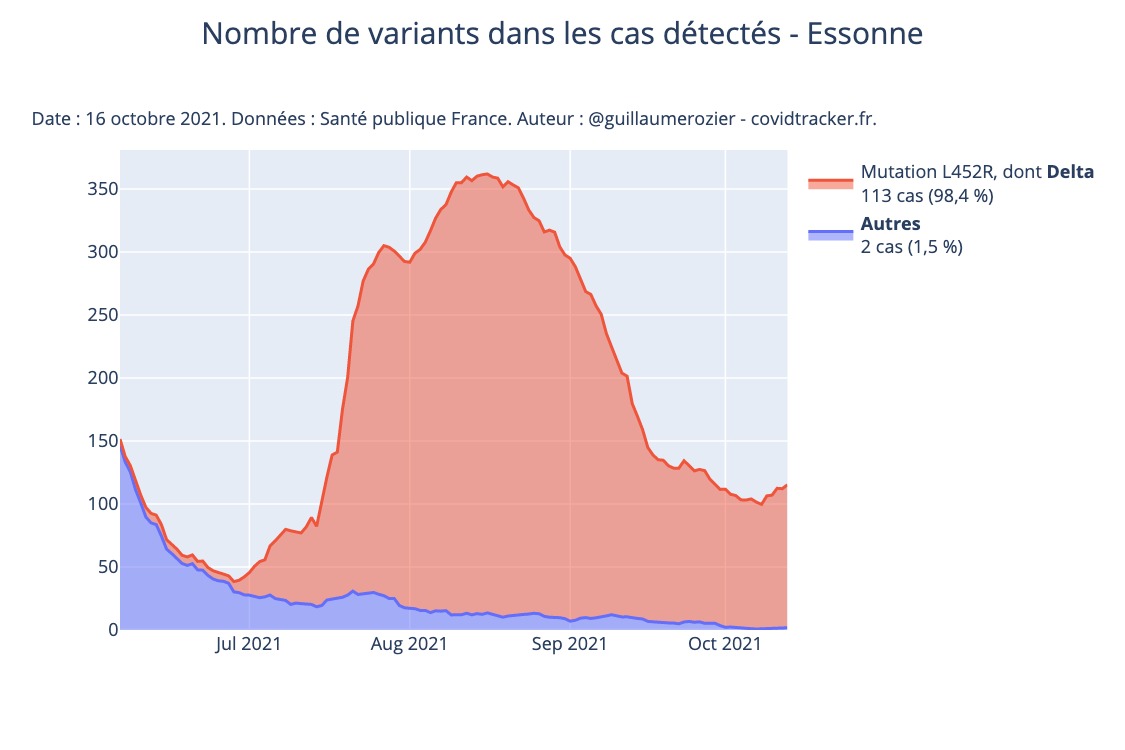 Nombre de variants dans les cas détectés - Essonne
Date : 16 octobre 2021. Données : Santé publique France. Auteur : @guillaumerozier - covidtracker.fr.
Mutation L452R, dont Delta
113 cas (98,4 %)
Autres
2 cas (1,5 %)
350
300
250
200
150
100
50
0
Jul 2021
Aug 2021
Sep 2021
Oct 2021